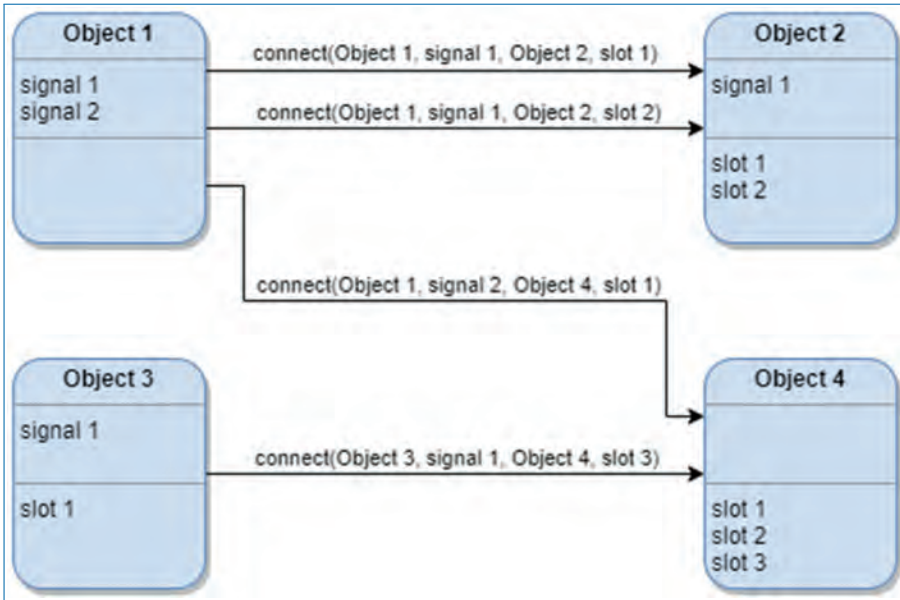 Object 1
signal 1
signal 2
connect(Object 1, signal 1, Object 2, slot 1)
connect(Object 1, signal 1, Object 2, slot 2)
Object 2
signal 1
slot 1
slot 2
connect(Object 1, signal 2, Object 4, slot 1)
Object 3
signal 1
slot 1
connect(Object 3, signal 1, Object 4, slot 3)
Object 4
slot 1
slot 2
slot 3